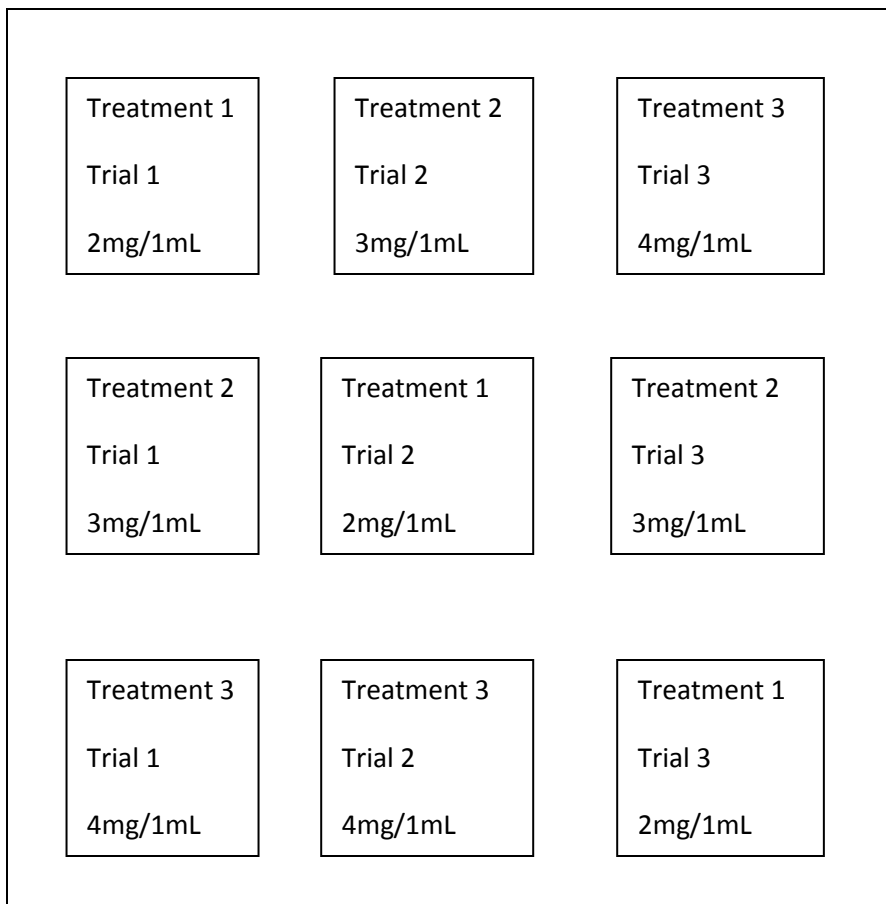 Treatment 1
Trial 1
2mg/1mL
Treatment 2
Trial 2
3mg/1mL
Treatment 3
Trial 3
4mg/1mL
Treatment 2
Trial 1
3mg/1mL
Treatment 1
Trial 2
2mg/1mL
Treatment 2
Trial 3
3mg/1mL
Treatment 3
Trial 1
4mg/1mL
Treatment 3
Trial 2
4mg/1mL
Treatment 1
Trial 3
2mg/1mL